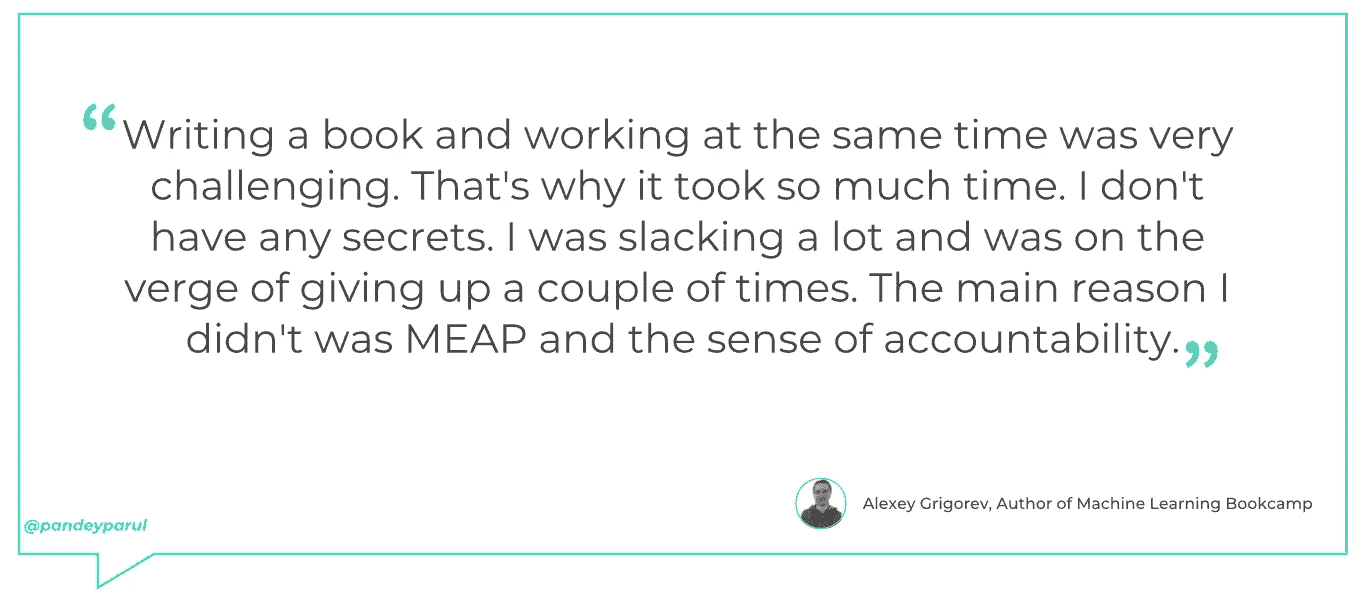 “Writing a book and working at the same time was very
challenging. That's why it took so much time. I don't
have any secrets. I was slacking a lot and was on the
verge of giving up a couple of times. The main reason I
didn't was MEAP and the sense of accountability.”
Alexey Grigorev, Author of Machine Learning Bookcamp
@pandeyparul